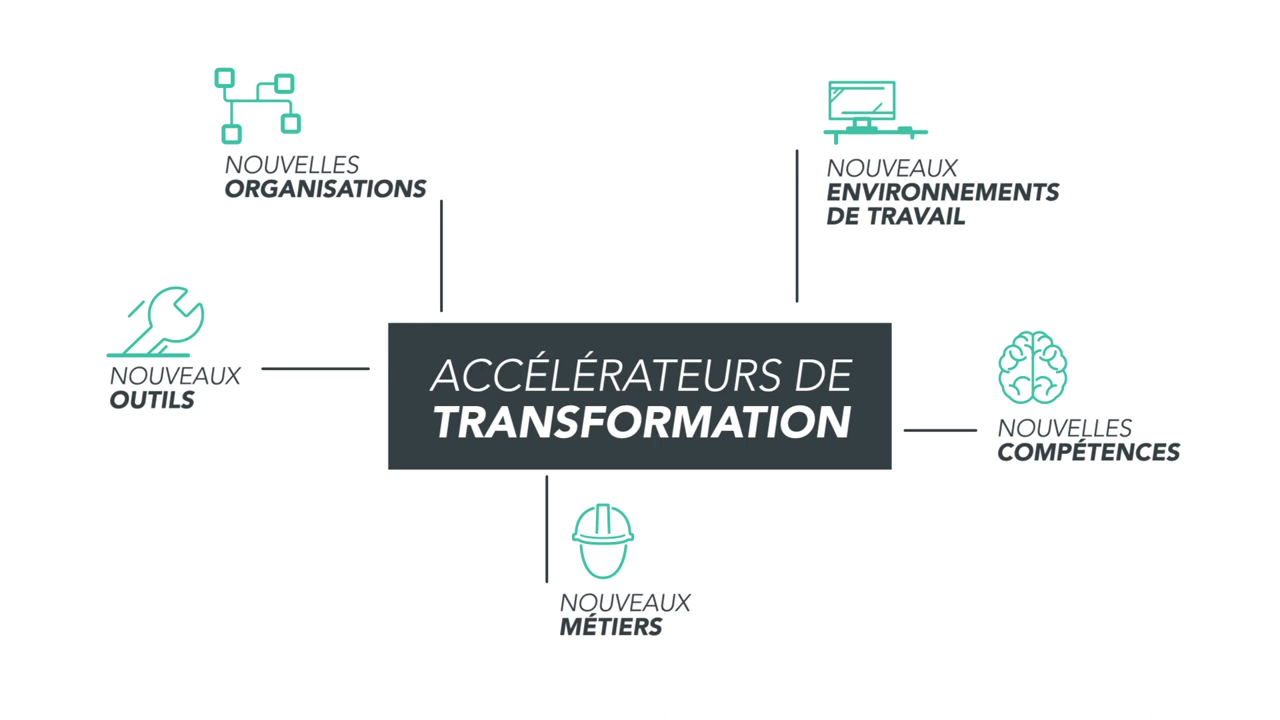 NOUVELLES
ORGANISATIONS
NOUVEAUX
ENVIRONNEMENTS
DE TRAVAIL
NOUVEAUX
OUTILS
ACCÉLÉRATEURS DE
TRANSFORMATION
NOUVELLES
COMPÉTENCES
NOUVEAUX
MÉTIERS